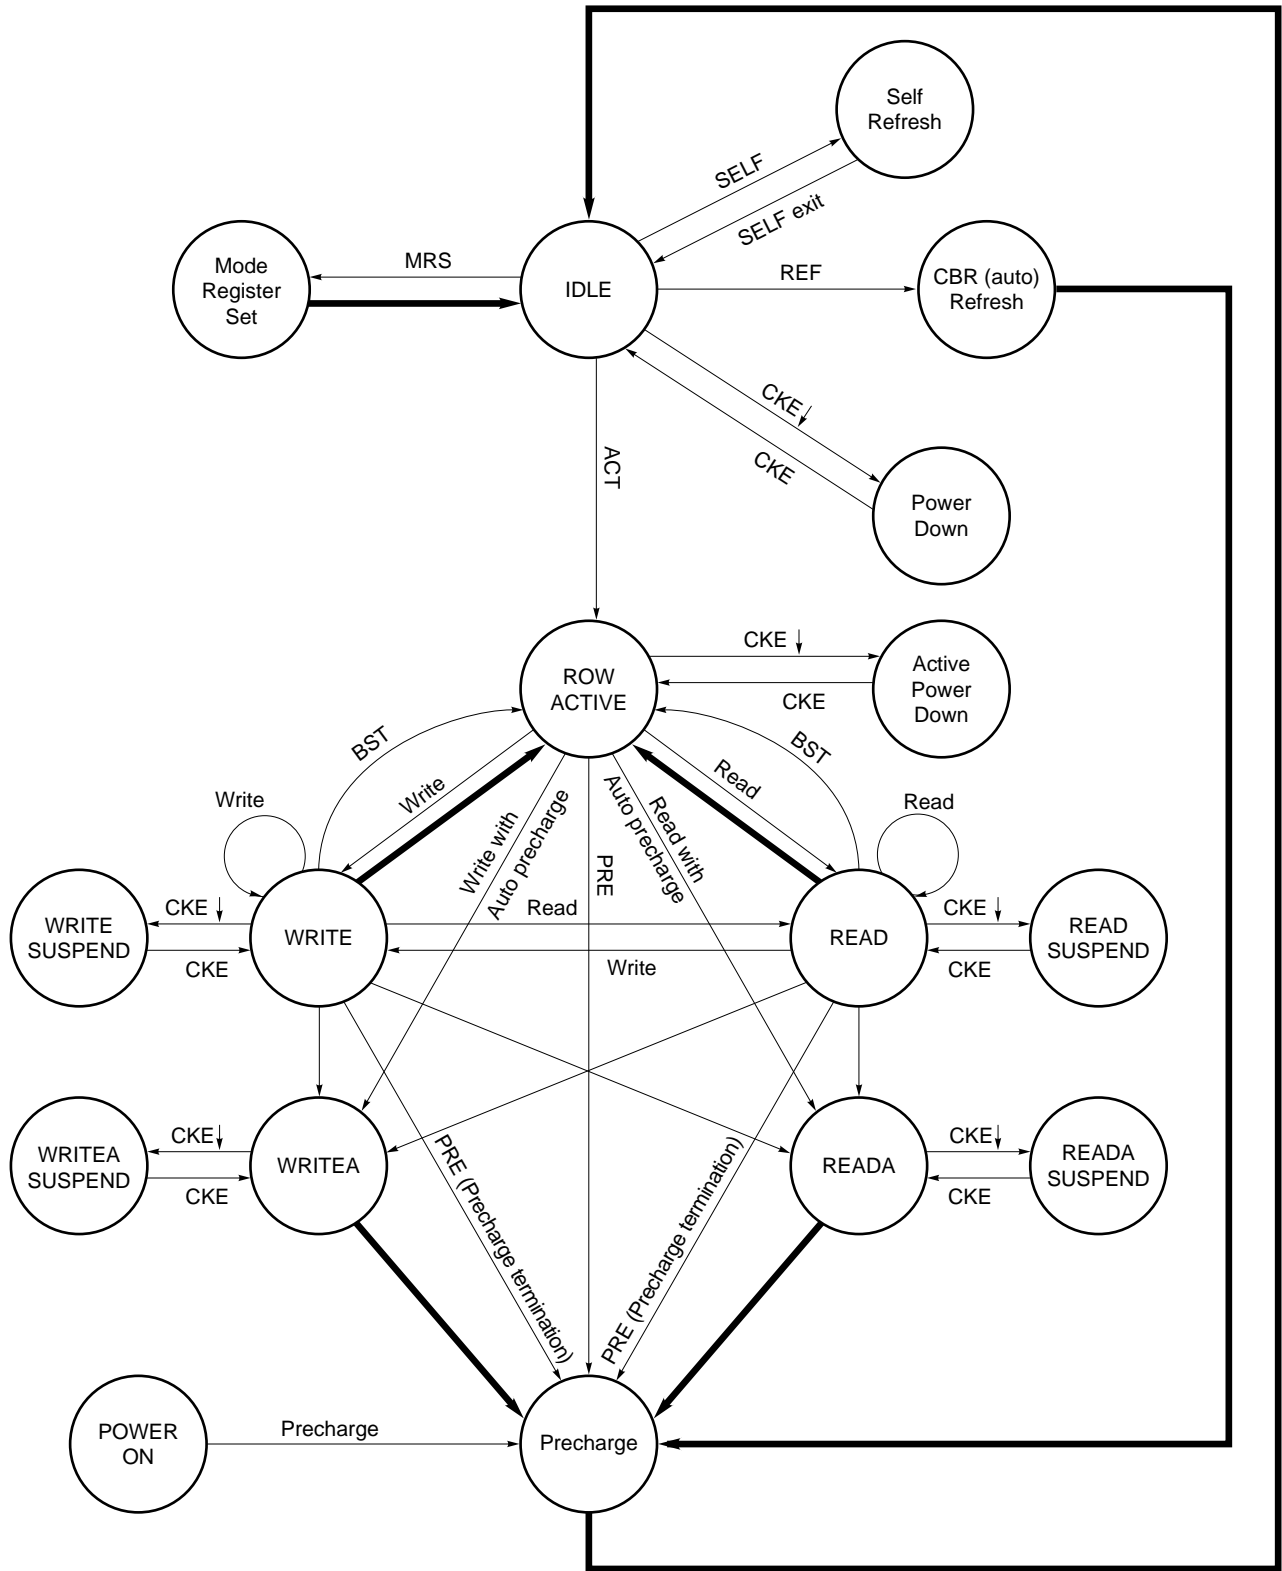 Self
Refresh
SELF
SELF exit
Mode
Register
Set
MRS
IDLE
REF
CBR (auto)
Refresh
CKE
CKE
Power
Down
ACT
ROW
ACTIVE
CKE
CKE
Active
Power
Down
BST
Write
Write
Write with
Auto precharge
PRE
Read with
Auto precharge
Read
BST
Read
WRITE
SUSPEND
CKE
CKE
WRITE
Read
Write
READ
CKE
CKE
READ
SUSPEND
WRITEA
SUSPEND
CKE
CKE
WRITEA
PRE (Precharge termination)
PRE (Precharge termination)
READA
CKE
CKE
READA
SUSPEND
POWER
ON
Precharge
Precharge